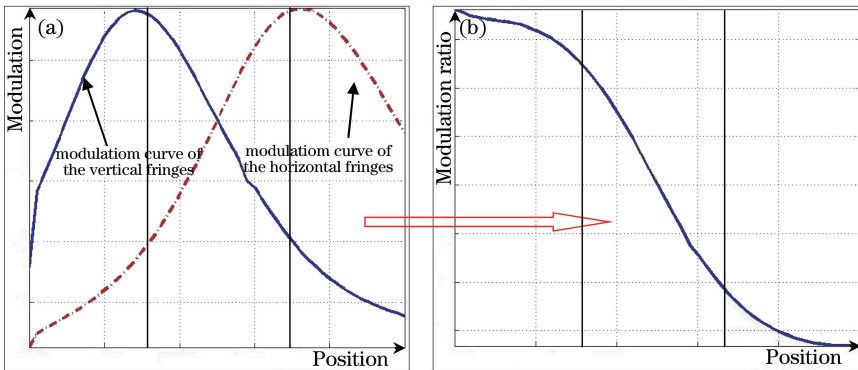 (a)
Modulation
modulatiom curve of
the vertical fringes
modulatiom curve of
the horizontal fringes
Position
(b)
Modulation ratio
Position